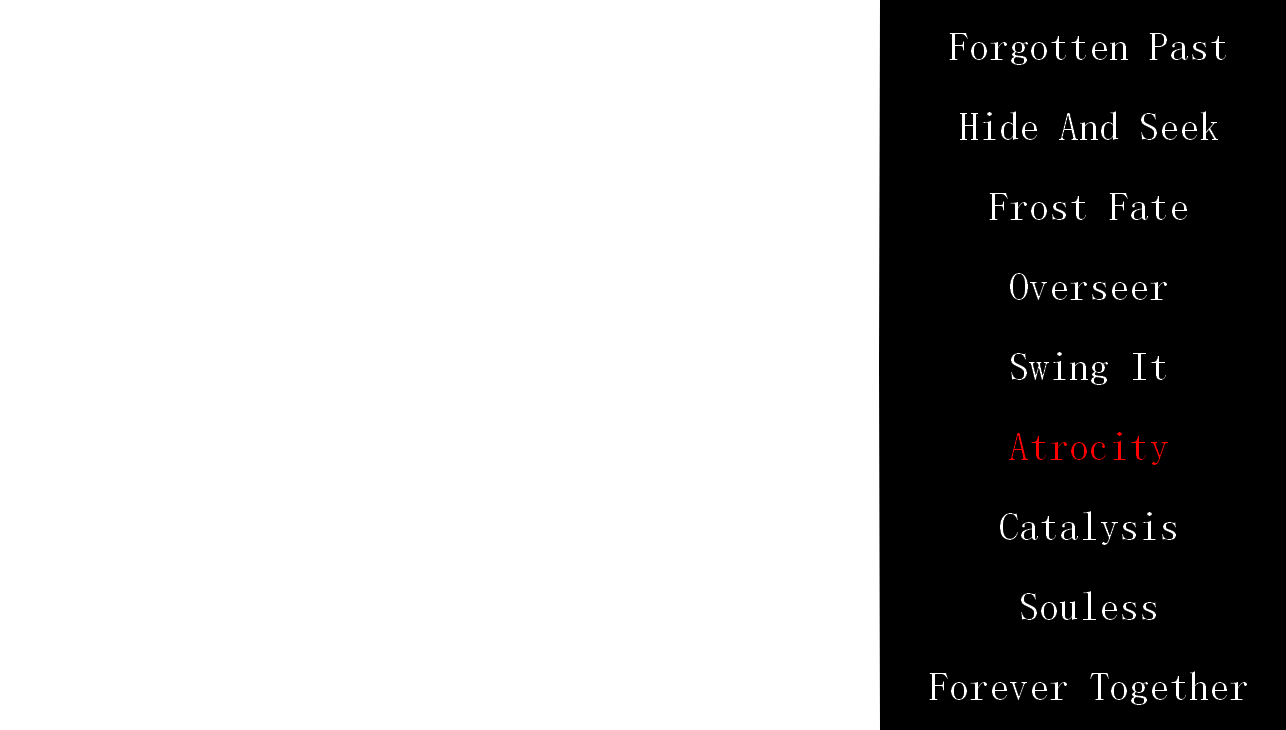 Forgotten Past
Hide And Seek
Frost Fate
Overseer
Swing It
Atrocity
Catalysis
Souless
Forever Together